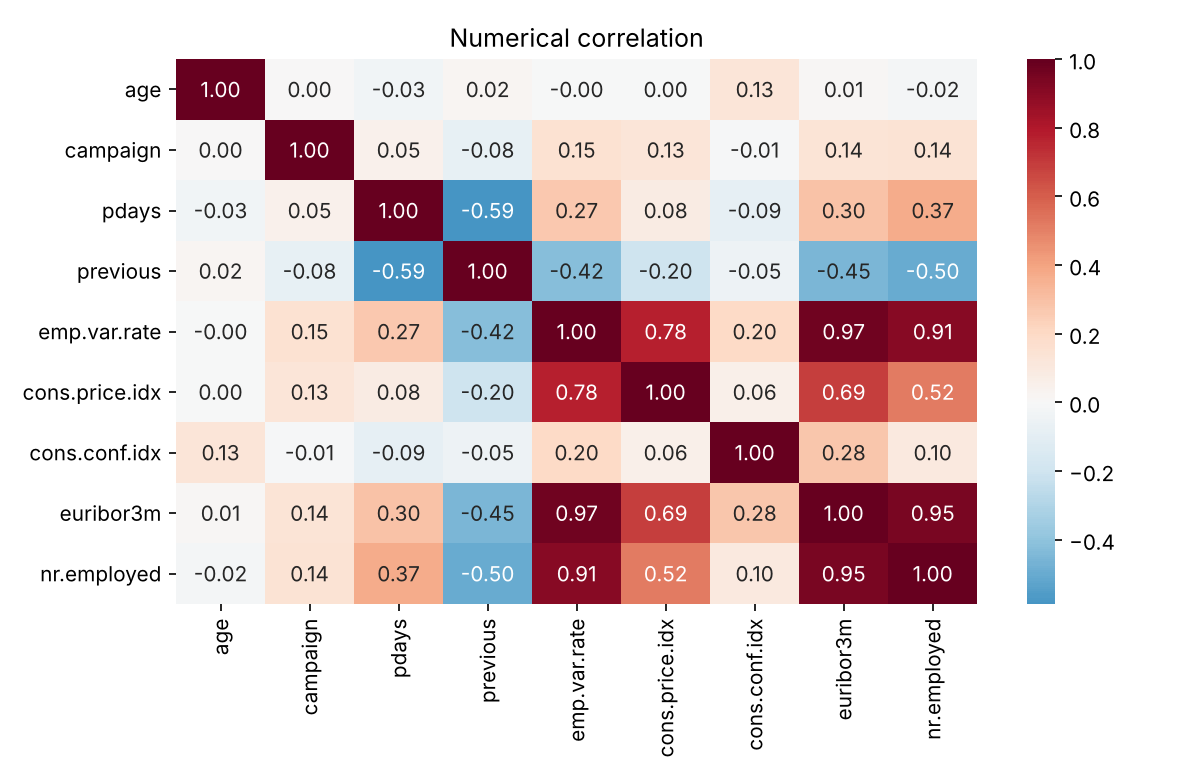 Numerical correlation
age 1.00 0.00 -0.03 0.02 -0.00 0.00 0.13 0.01 -0.02
campaign 0.00 1.00 0.05 -0.08 0.15 0.13 -0.01 0.14 0.14
pdays -0.03 0.05 1.00 -0.59 0.27 0.08 -0.09 0.30 0.37
previous 0.02 -0.08 -0.59 1.00 -0.42 -0.20 -0.05 -0.45 -0.50
emp.var.rate -0.00 0.15 0.27 -0.42 1.00 0.78 0.20 0.97 0.91
cons.price.idx 0.00 0.13 0.08 -0.20 0.78 1.00 0.06 0.69 0.52
cons.conf.idx 0.13 -0.01 -0.09 -0.05 0.20 0.06 1.00 0.28 0.10
euribor3m 0.01 0.14 0.30 -0.45 0.97 0.69 0.28 1.00 0.95
nr.employed -0.02 0.14 0.37 -0.50 0.91 0.52 0.10 0.95 1.00
age
campaign
pdays
previous
emp.var.rate
cons.price.idx
cons.conf.idx
euribor3m
nr.employed
1.0
0.8
0.6
0.4
0.2
0.0
−0.2
−0.4